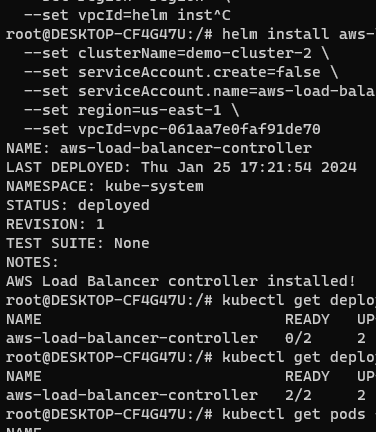 --set vpcId=helm inst^C
root@DESKTOP-CF4G47U:/# helm install aws-
--set clusterName=demo-cluster-2 \
--set serviceAccount.create=false \
--set serviceAccount.name=aws-load-bala
--set region=us-east-1 \
--set vpcId=vpc-061aa7e0faf91de70
NAME: aws-load-balancer-controller
LAST DEPLOYED: Thu Jan 25 17:21:54 2024
NAMESPACE: kube-system
STATUS: deployed
REVISION: 1
TEST SUITE: None
NOTES:
AWS Load Balancer controller installed!
root@DESKTOP-CF4G47U:/# kubectl get deplo
NAME READY UP
aws-load-balancer-controller 0/2 2
root@DESKTOP-CF4G47U:/# kubectl get deplo
NAME READY UP
aws-load-balancer-controller 2/2 2
root@DESKTOP-CF4G47U:/# kubectl get pods
NAME